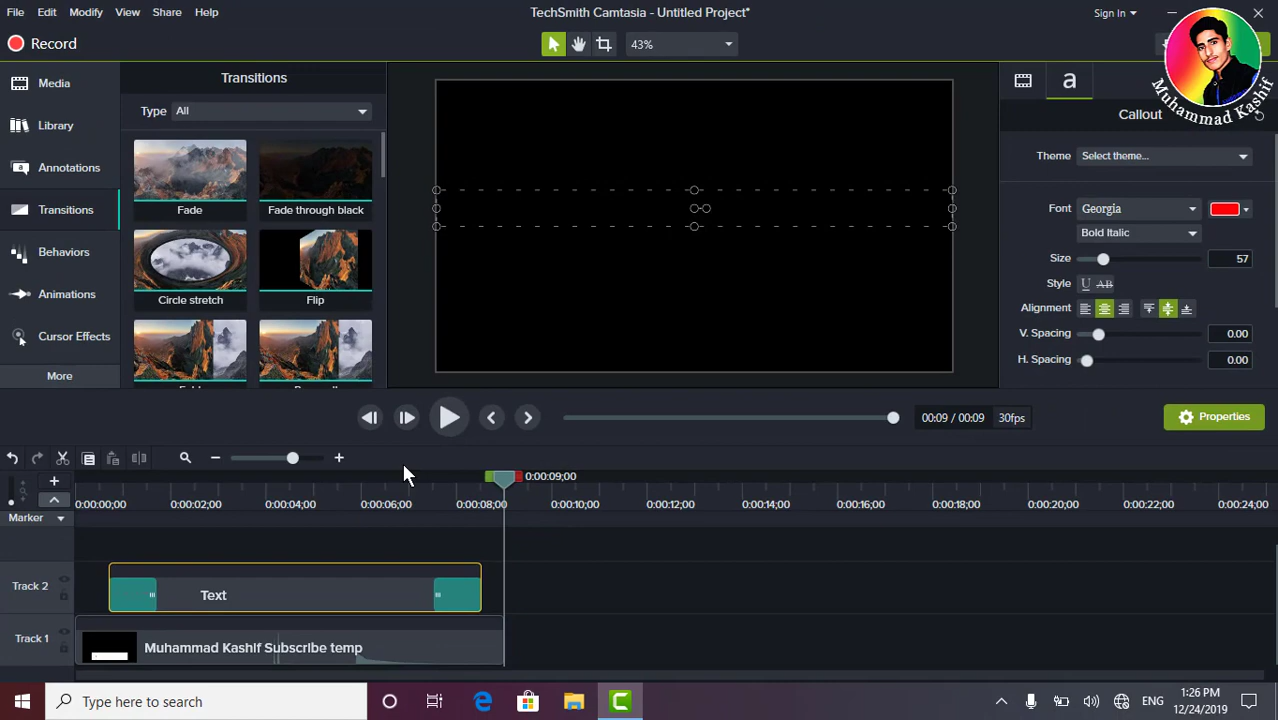 File Edit Modify View Share Help
TechSmith Camtasia - Untitled Project*
Sign In
Record
43%
Muhammad Kashif
Media
Library
Annotations
Transitions
Behaviors
Animations
Cursor Effects
More
Transitions
Type All
Fade
Fade through black
Circle stretch
Flip
a
Callout
Theme Select theme...
Font Georgia
Bold Italic
Size 57
Style U AB
Alignment
V. Spacing 0.00
H. Spacing 0.00
00:09 / 00:09 30fps
Properties
0:00:09;00
0:00:00;00 0:00:02;00 0:00:04;00 0:00:06;00 0:00:08;00 0:00:10;00 0:00:12;00 0:00:14;00 0:00:16;00 0:00:18;00 0:00:20;00 0:00:22;00 0:00:24;00
Marker
Track 2
Text
Track 1
Muhammad Kashif Subscribe temp
Type here to search
ENG
1:26 PM
12/24/2019